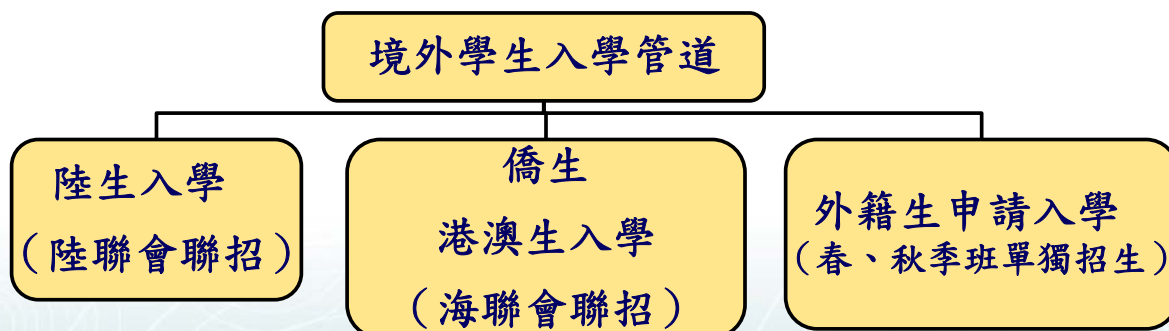 境外學生入學管道
陸生入學
（陸聯會聯招）
僑生
港澳生入學
（海聯會聯招）
外籍生申請入學
（春、秋季班單獨招生）